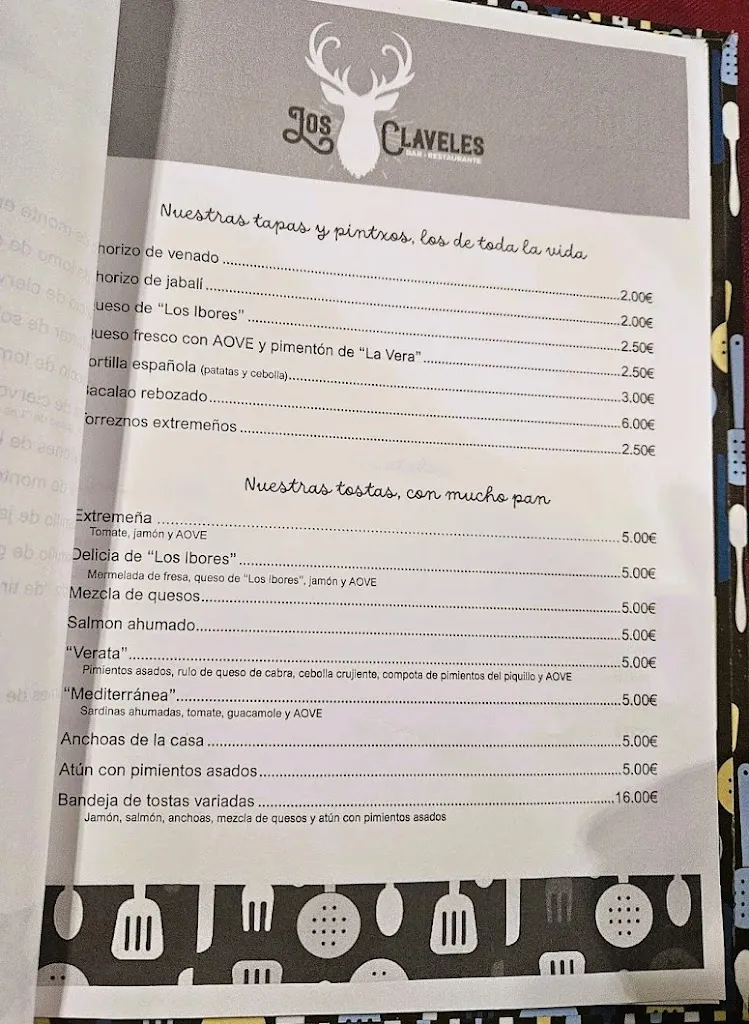 LOS CLAVELES
BAR - RESTAURANTE
Nuestras tapas y pintxos, los de toda la vida
horizo de venado ........ 2.00€
horizo de jabalí ........ 2.00€
ueso de “Los Ibores” ........ 2.50€
ueso fresco con AOVE y pimentón de “La Vera” ........ 2.50€
ortilla española (patatas y cebolla) ........ 3.00€
Bacalao rebozado ........ 6.00€
Torreznos extremeños ........ 2.50€
Nuestras tostas, con mucho pan
Extremeña ........ 5.00€
Tomate, jamón y AOVE
Delicia de “Los Ibores” ........ 5.00€
Mermelada de fresa, queso de “Los Ibores”, jamón y AOVE
Mezcla de quesos ........ 5.00€
Salmon ahumado ........ 5.00€
“Verata” ........ 5.00€
Pimientos asados, rulo de queso de cabra, cebolla crujiente, compota de pimientos del piquillo y AOVE
“Mediterránea” ........ 5.00€
Sardinas ahumadas, tomate, guacamole y AOVE
Anchoas de la casa ........ 5.00€
Atún con pimientos asados ........ 5.00€
Bandeja de tostas variadas ........ 16.00€
Jamón, salmón, anchoas, mezcla de quesos y atún con pimientos asados